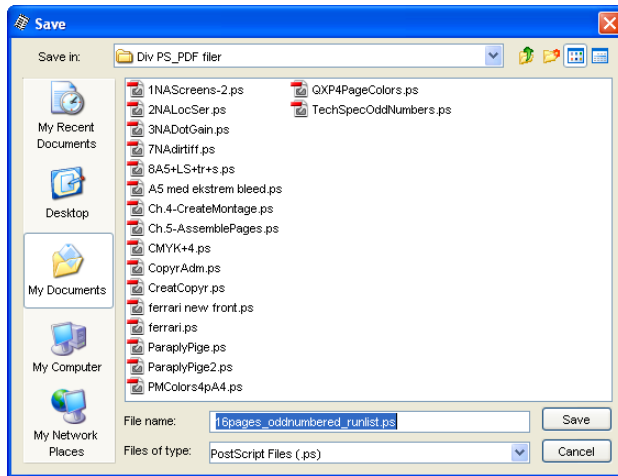 Save
Save in:
Div PS_PDF filer
My Recent
Documents
Desktop
My Documents
My Computer
My Network
Places
1NAScreens-2.ps
2NALocSer.ps
3NADotGain.ps
7NAdirtiff.ps
8A5+LS+tr+s.ps
A5 med ekstrem bleed.ps
Ch.4-CreateMontage.ps
Ch.5-AssemblePages.ps
CMYK+4.ps
CopyrAdm.ps
CreatCopyr.ps
ferrari new front.ps
ferrari.ps
ParaplyPige.ps
ParaplyPige2.ps
PMColors4pA4.ps
QXP4PageColors.ps
TechSpecOddNumbers.ps
File name:
16pages_oddnumbered_runlist.ps
Save
Files of type:
PostScript Files (.ps)
Cancel